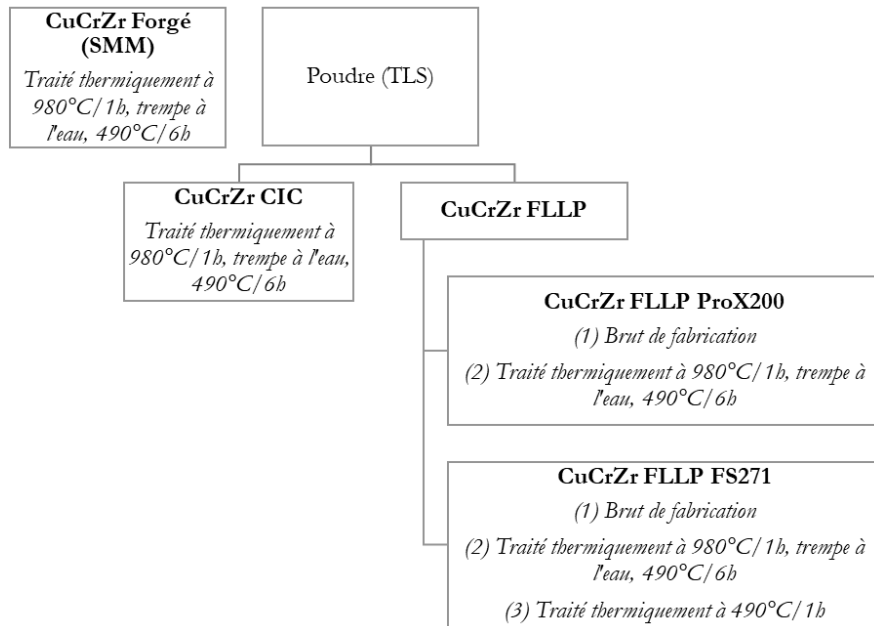 CuCrZr Forgé
(SMM)
Traité thermiquement à
980°C/1h, trempe à
l'eau, 490°C/6h
Poudre (TLS)
CuCrZr CIC
Traité thermiquement à
980°C/1h, trempe à l'eau,
490°C/6h
CuCrZr FLLP
CuCrZr FLLP ProX200
(1) Brut de fabrication
(2) Traité thermiquement à 980°C/1h, trempe à
l'eau, 490°C/6h
CuCrZr FLLP FS271
(1) Brut de fabrication
(2) Traité thermiquement à 980°C/1h, trempe à
l'eau, 490°C/6h
(3) Traité thermiquement à 490°C/1h